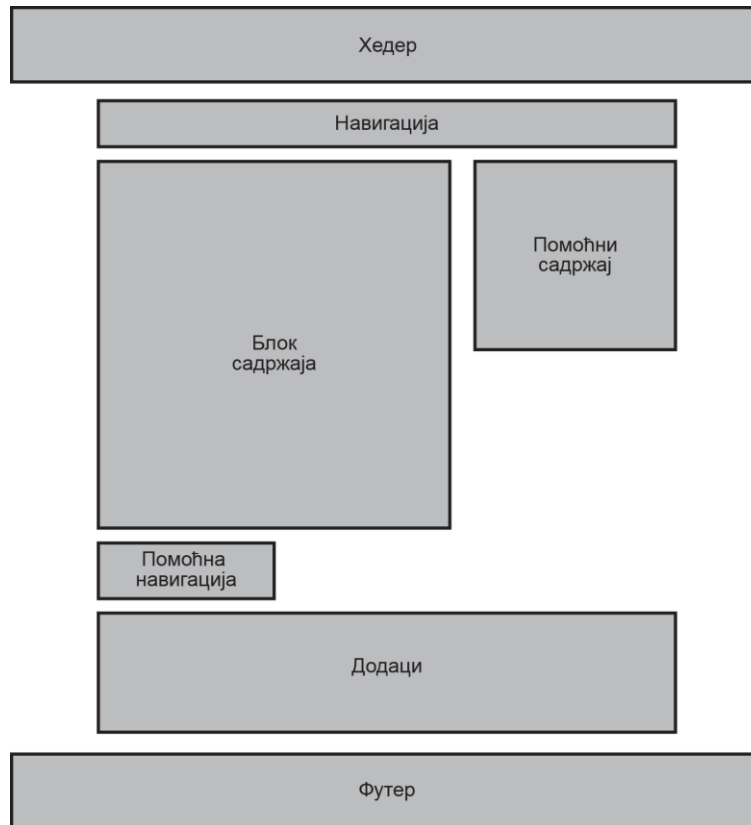 Хедер
Навигација
Блок
садржаја
Помоћни
садржај
Помоћна
навигација
Додаци
Футер